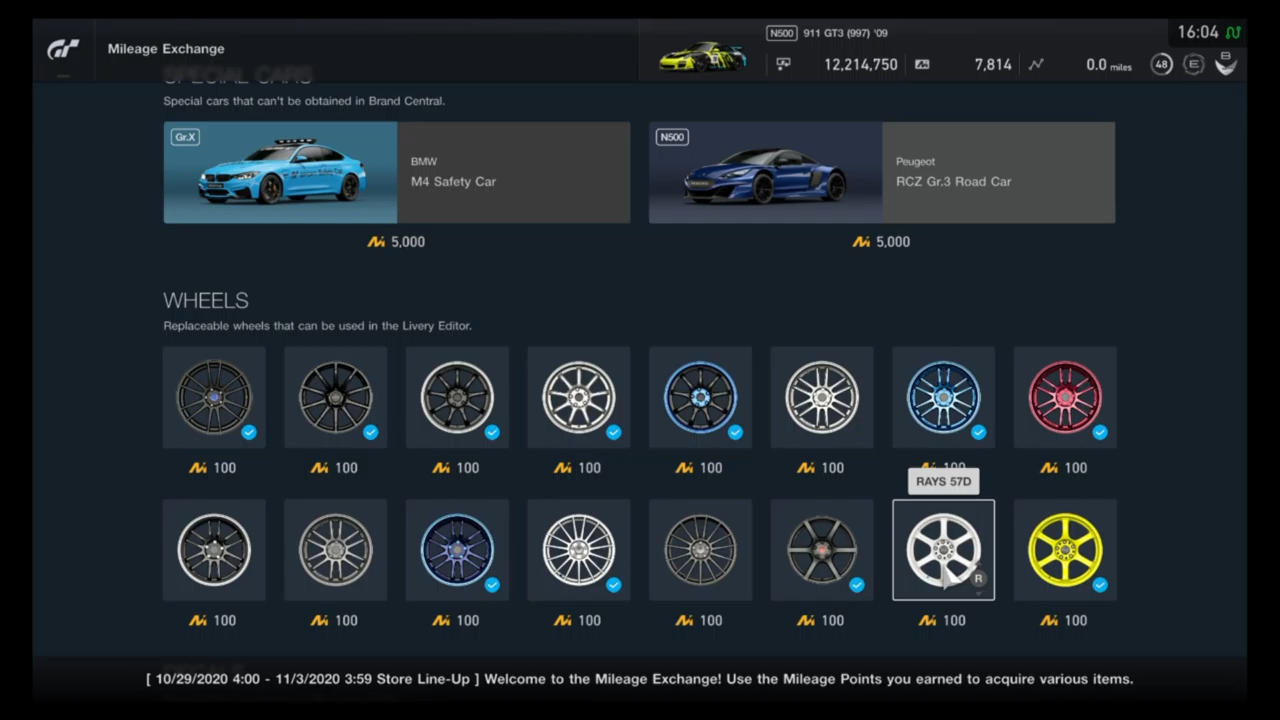 Mileage Exchange
N500 911 GT3 (997) '09
12,214,750
7,814
0.0 miles
48
E
B
16:04
SPECIAL CARS
Special cars that can't be obtained in Brand Central.
Gr.X
BMW
M4 Safety Car
5,000
N500
Peugeot
RCZ Gr.3 Road Car
5,000
WHEELS
Replaceable wheels that can be used in the Livery Editor.
100 100 100 100 100 100 100 100
RAYS 57D
R
100 100 100 100 100 100 100 100
[ 10/29/2020 4:00 - 11/3/2020 3:59 Store Line-Up ] Welcome to the Mileage Exchange! Use the Mileage Points you earned to acquire various items.